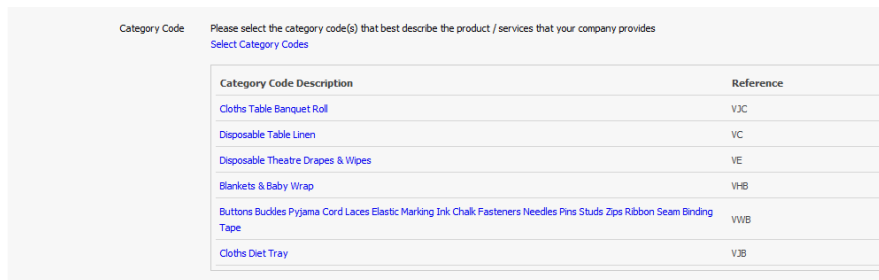 Category Code Please select the category code(s) that best describe the product / services that your company provides
Select Category Codes
Category Code Description Reference
Cloths Table Banquet Roll VJC
Disposable Table Linen VC
Disposable Theatre Drapes & Wipes VE
Blankets & Baby Wrap VHB
Buttons Buckles Pyjama Cord Laces Elastic Marking Ink Chalk Fasteners Needles Pins Studs Zips Ribbon Seam Binding
Tape VWB
Cloths Diet Tray VJB